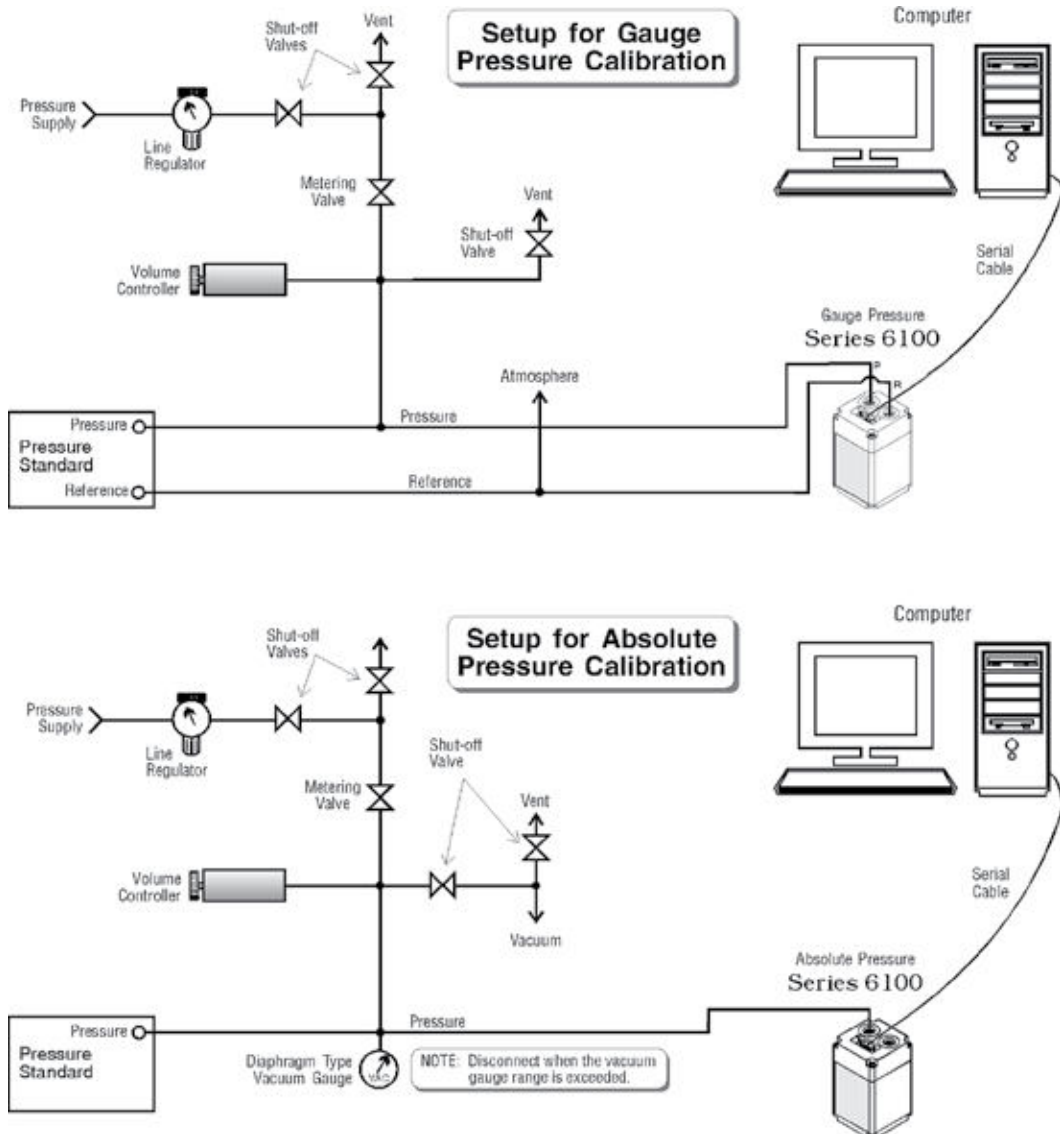 Computer
Setup for Gauge
Pressure Calibration
Vent
Shut-off
Valves
Pressure
Supply
Line
Regulator
Metering
Valve
Vent
Shut-off
Valve
Volume
Controller
Serial
Cable
Gauge Pressure
Series 6100
P
R
Atmosphere
Pressure
Pressure
Pressure
Standard
Reference
Reference
Computer
Setup for Absolute
Pressure Calibration
Shut-off
Valves
Pressure
Supply
Line
Regulator
Shut-off
Valve
Metering
Valve
Vent
Volume
Controller
Serial
Cable
Vacuum
Absolute Pressure
Series 6100
Pressure
Pressure
Pressure
Standard
Diaphragm Type
Vacuum Gauge
VAC
NOTE: Disconnect when the vacuum
gauge range is exceeded.